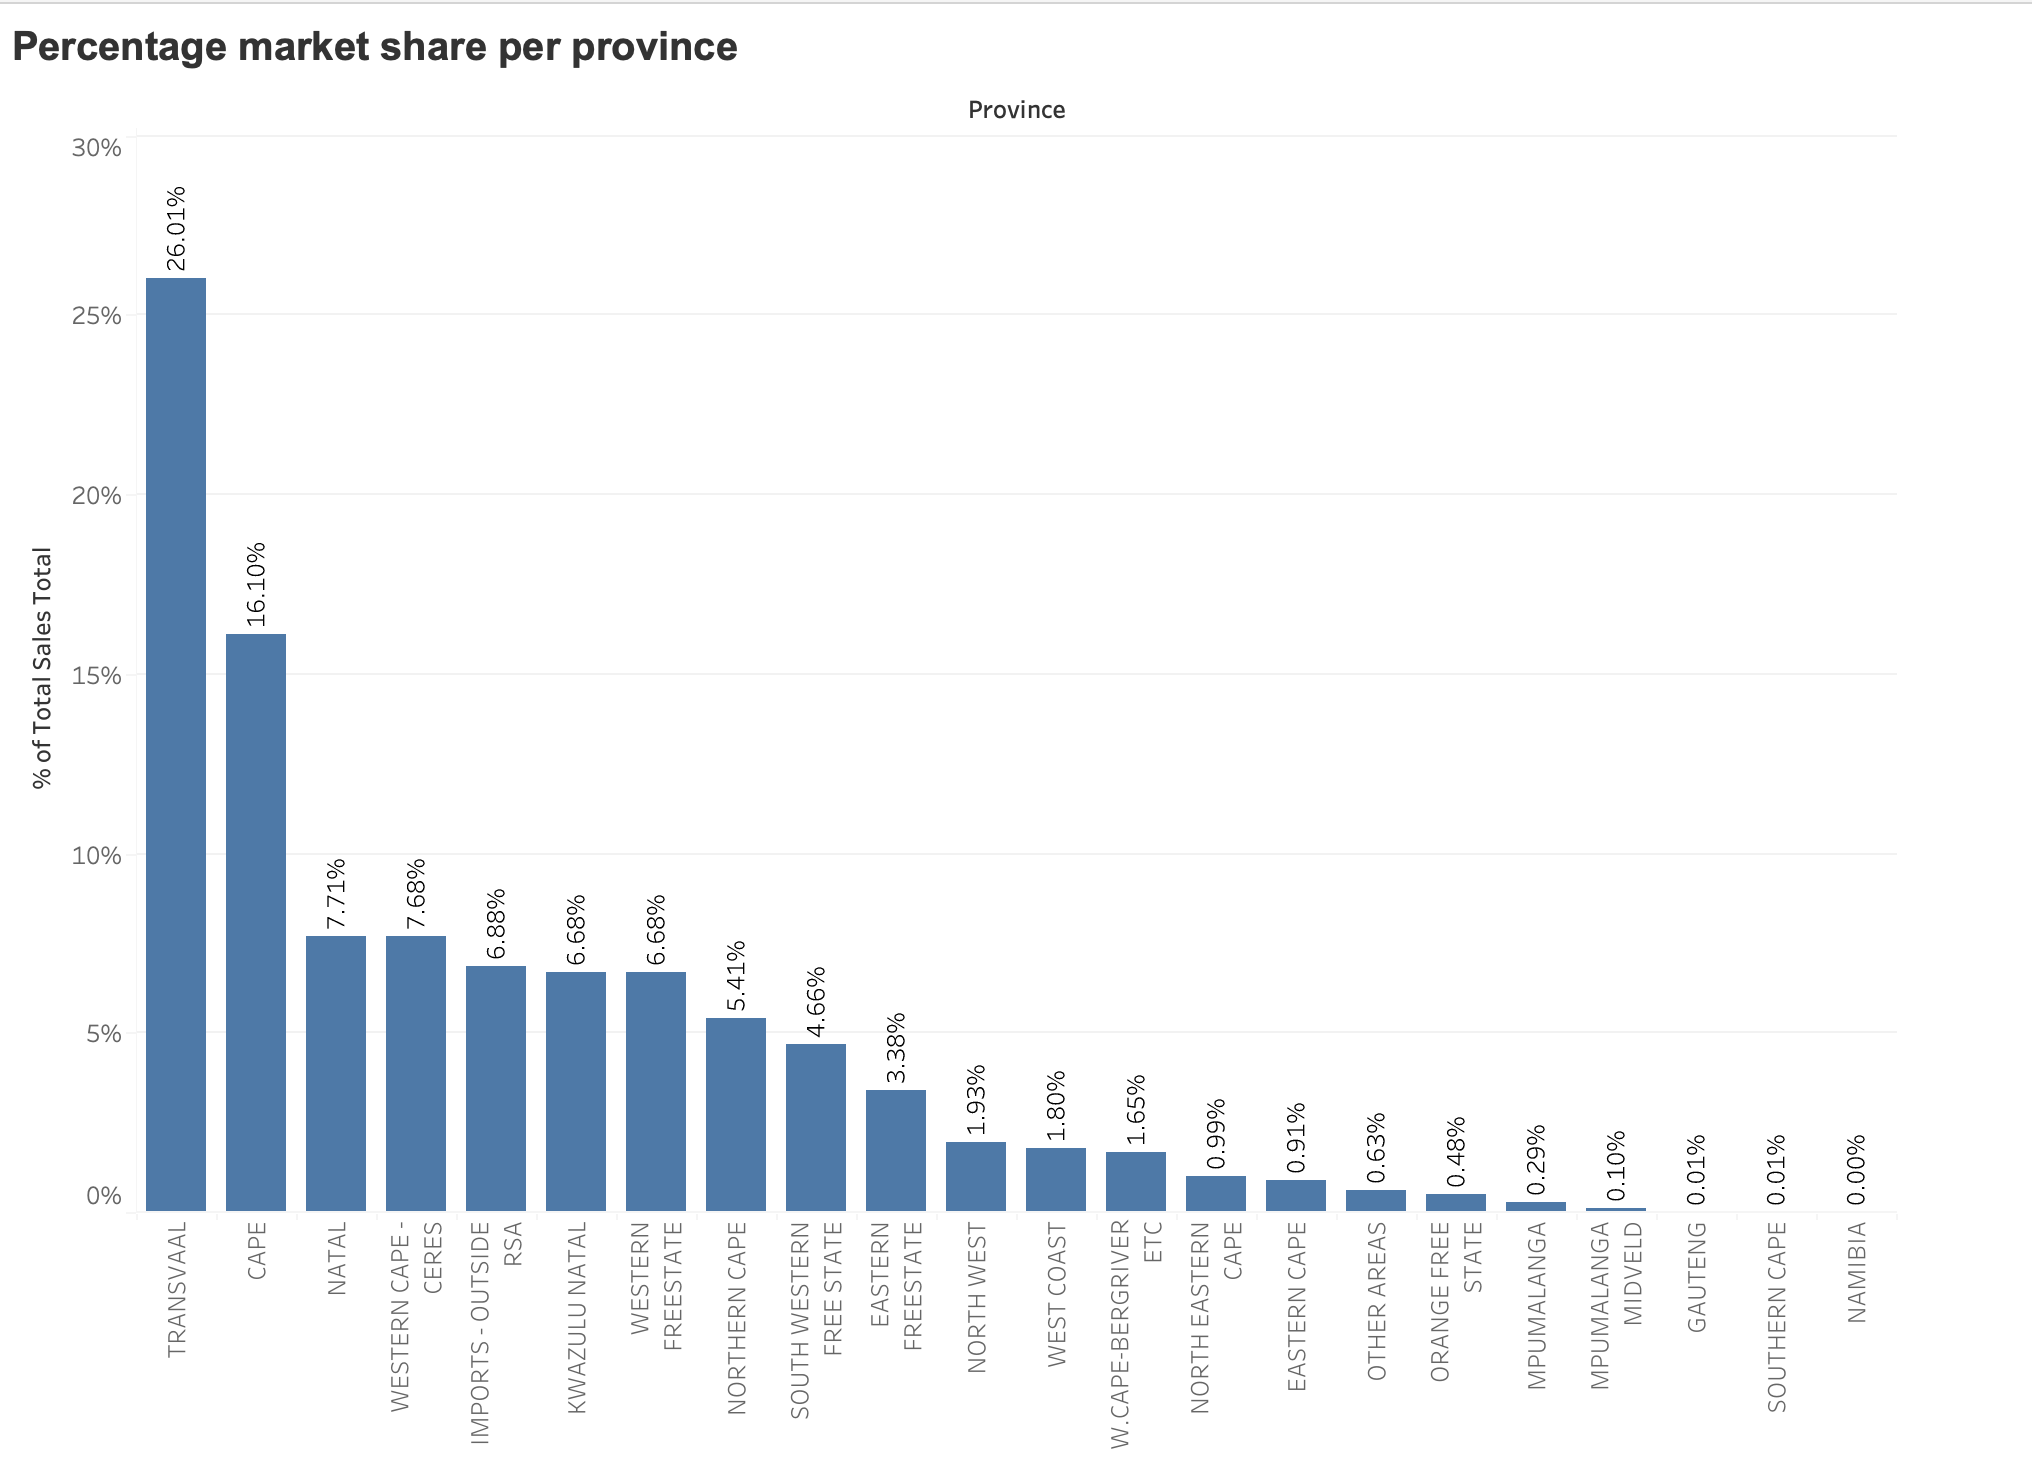 Percentage market share per province
Province
% of Total Sales Total
30%
25%
20%
15%
10%
5%
0%
26.01%
16.10%
7.71%
7.68%
6.88%
6.68%
6.68%
5.41%
4.66%
3.38%
1.93%
1.80%
1.65%
0.99%
0.91%
0.63%
0.48%
0.29%
0.10%
0.01%
0.01%
0.00%
TRANSVAAL
CAPE
NATAL
WESTERN CAPE -
CERES
IMPORTS - OUTSIDE
RSA
KWAZULU NATAL
WESTERN
FREESTATE
NORTHERN CAPE
SOUTH WESTERN
FREE STATE
EASTERN
FREESTATE
NORTH WEST
WEST COAST
W.CAPE-BERGRIVER
ETC
NORTH EASTERN
CAPE
EASTERN CAPE
OTHER AREAS
ORANGE FREE
STATE
MPUMALANGA
MPUMALANGA
MIDVELD
GAUTENG
SOUTHERN CAPE
NAMIBIA